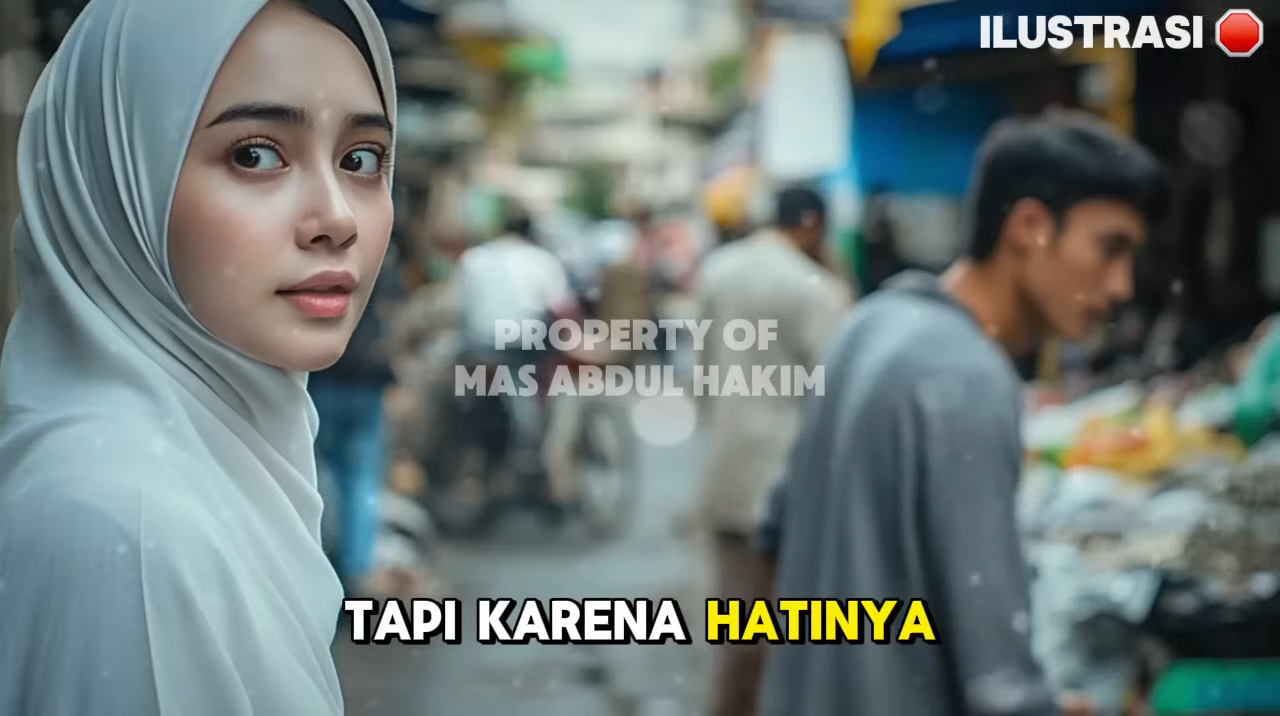 ILUSTRASI
PROPERTY OF
MAS ABDUL HAKIM
TAPI KARENA HATINYA